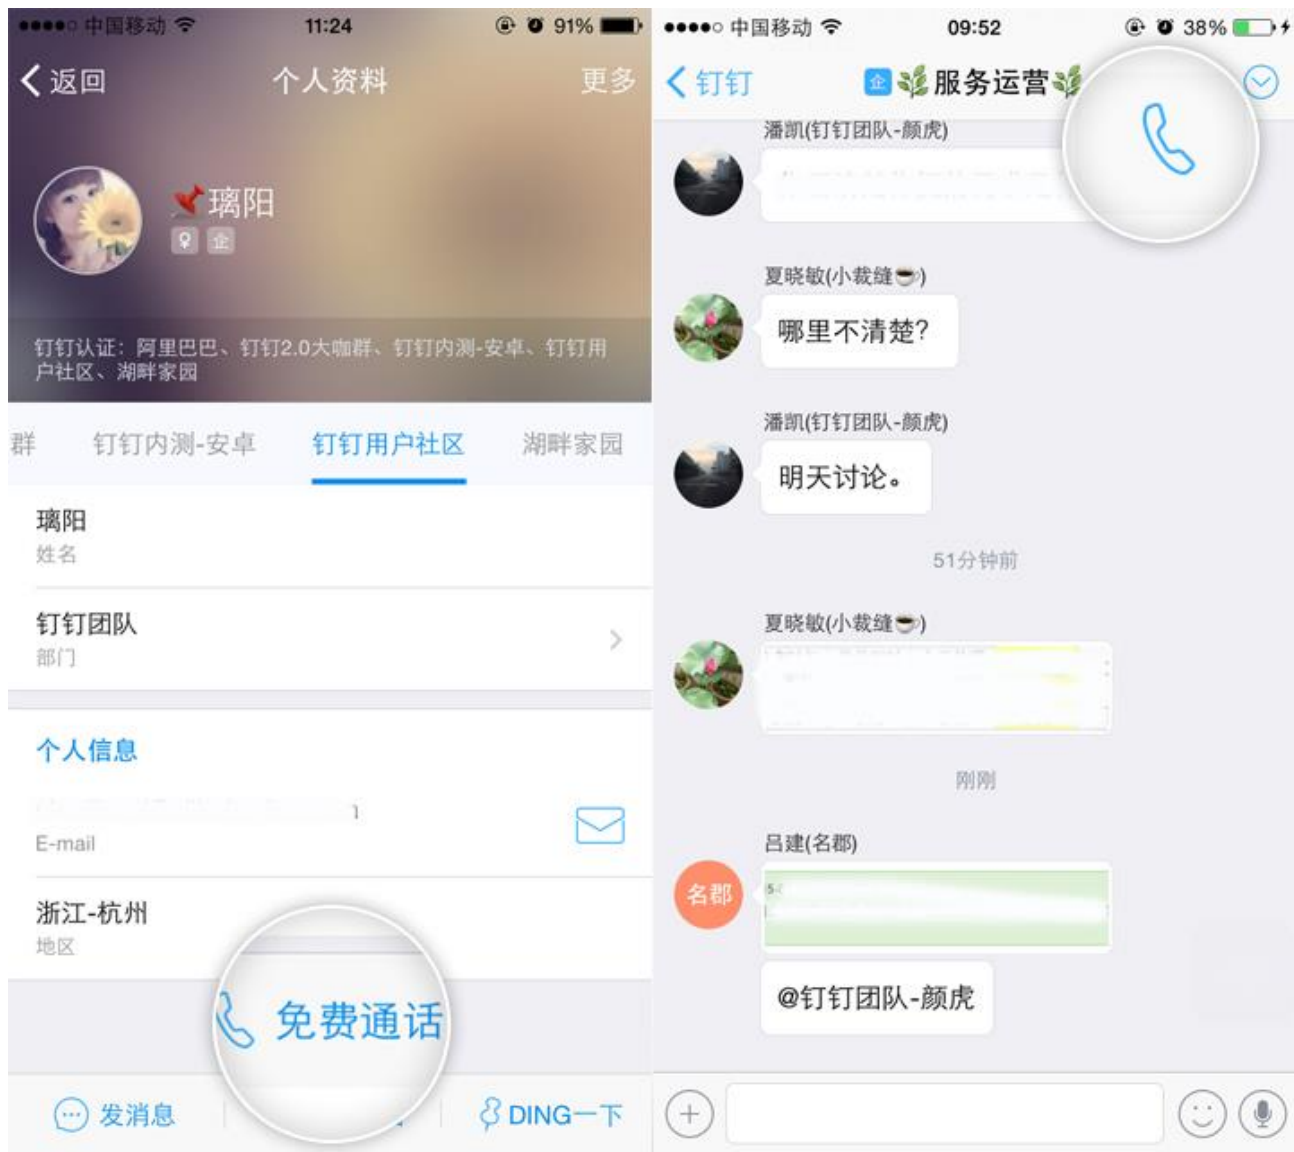 中国移动
11:24
91%
返回
个人资料
更多
璃阳
企
钉钉认证：阿里巴巴、钉钉2.0大咖群、钉钉内测-安卓、钉钉用
户社区、湖畔家园
群
钉钉内测-安卓
钉钉用户社区
湖畔家园
璃阳
姓名
钉钉团队
部门
个人信息
E-mail
浙江-杭州
地区
免费通话
发消息
DING一下
中国移动
09:52
38%
钉钉
企
服务运营
潘凯(钉钉团队-颜虎)
夏晓敏(小裁缝☕)
哪里不清楚?
潘凯(钉钉团队-颜虎)
明天讨论。
51分钟前
夏晓敏(小裁缝☕)
刚刚
吕建(名郡)
名郡
@钉钉团队-颜虎